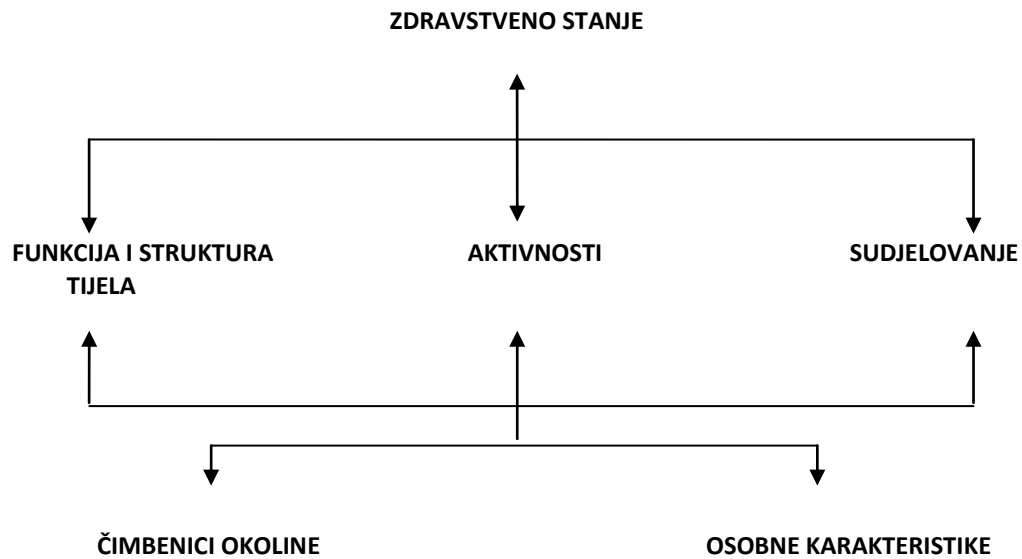 ZDRAVSTVENO STANJE
FUNKCIJA I STRUKTURA
TIJELA
AKTIVNOSTI
SUDJELOVANJE
ČIMBENICI OKOLINE
OSOBNE KARAKTERISTIKE